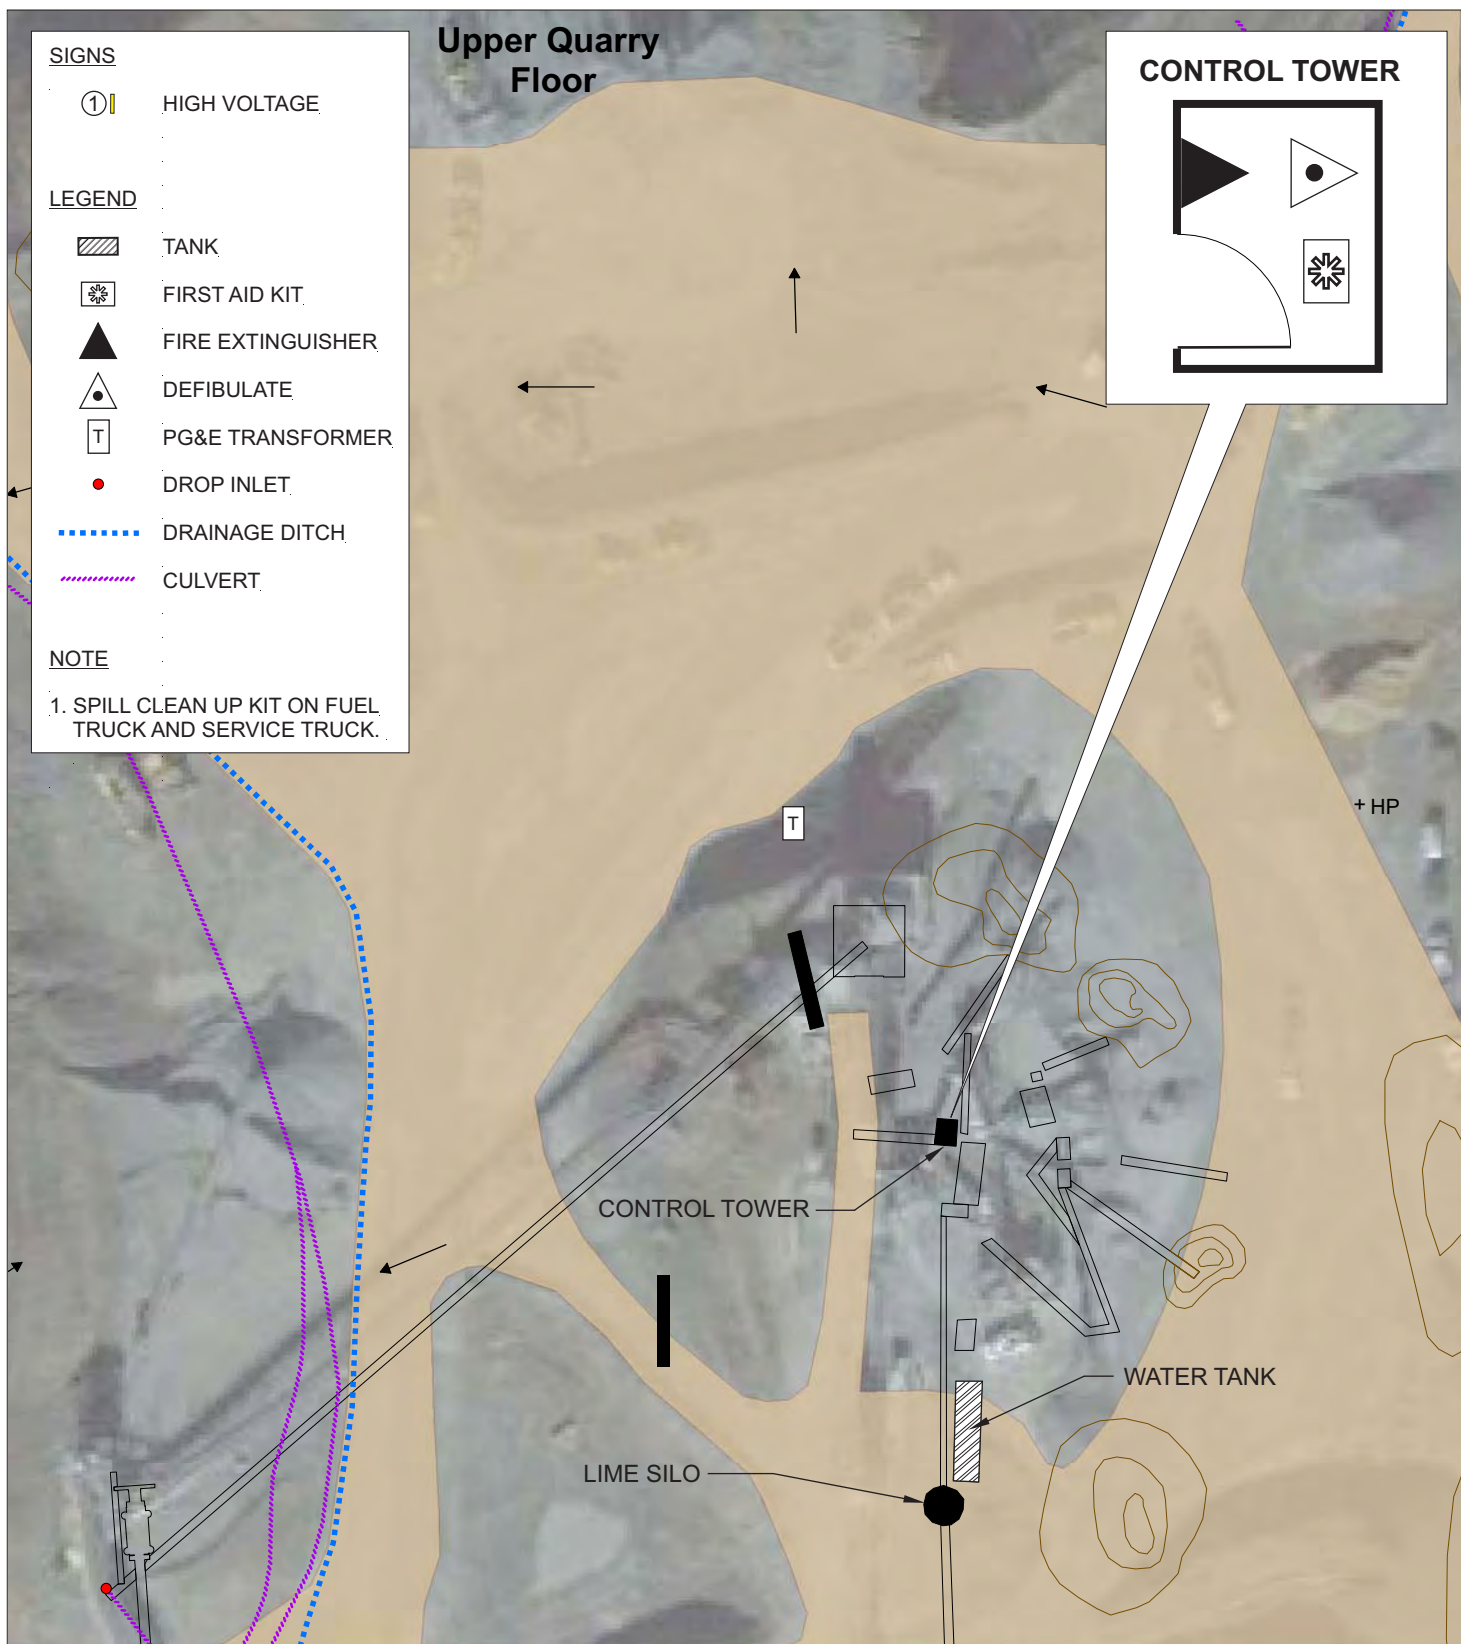 Upper Quarry
Floor
SIGNS
1 HIGH VOLTAGE
LEGEND
TANK
FIRST AID KIT
FIRE EXTINGUISHER
DEFIBULATE
T PG&E TRANSFORMER
DROP INLET
DRAINAGE DITCH
CULVERT
NOTE
1. SPILL CLEAN UP KIT ON FUEL
TRUCK AND SERVICE TRUCK.
CONTROL TOWER
+ HP
T
CONTROL TOWER
WATER TANK
LIME SILO